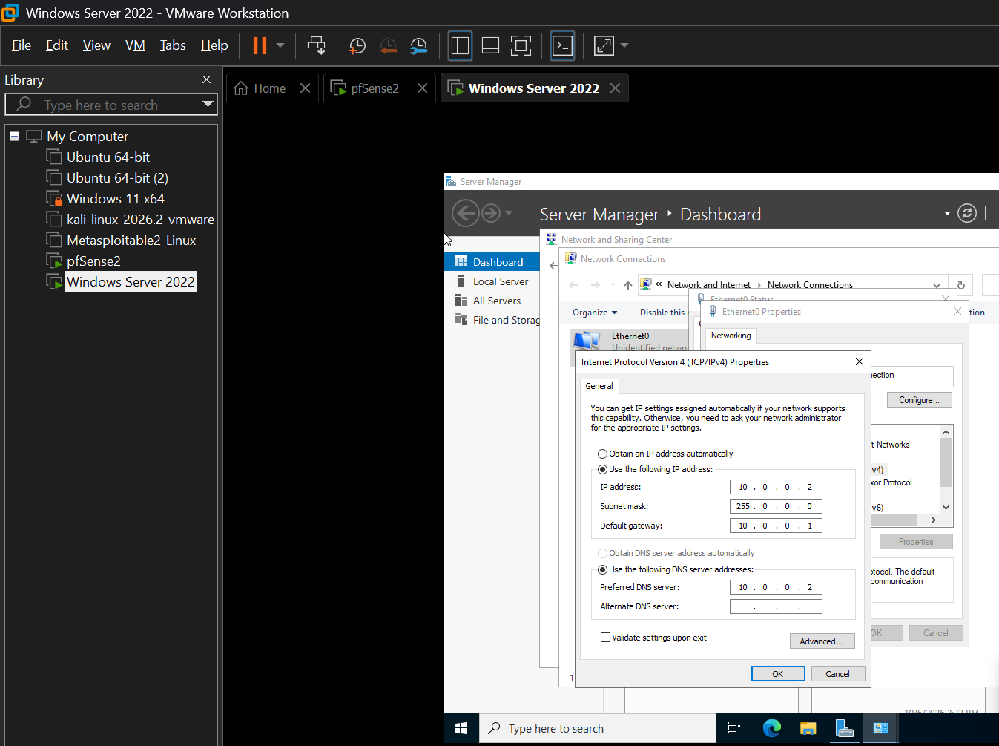 Windows Server 2022 - VMware Workstation
File Edit View VM Tabs Help
Library
Type here to search
My Computer
Ubuntu 64-bit
Ubuntu 64-bit (2)
Windows 11 x64
kali-linux-2026.2-vmware-
Metasploitable2-Linux
pfSense2
Windows Server 2022
Home
pfSense2
Windows Server 2022
Server Manager
Server Manager Dashboard
Dashboard
Local Server
All Servers
File and Storag
Network and Sharing Center
Network Connections
« Network and Internet › Network Connections
Organize
Disable this
tion
Ethernet0
Unidentified networ
Ethernet0 Status
Ethernet0 Properties
Networking
ection
Configure...
t Networks
v4)
xor Protocol
v6)
Properties
otocol. The default
communication
OK
Cancel
Internet Protocol Version 4 (TCP/IPv4) Properties
General
You can get IP settings assigned automatically if your network supports
this capability. Otherwise, you need to ask your network administrator
for the appropriate IP settings.
Obtain an IP address automatically
Use the following IP address:
IP address: 10 . 0 . 0 . 2
Subnet mask: 255 . 0 . 0 . 0
Default gateway: 10 . 0 . 0 . 1
Obtain DNS server address automatically
Use the following DNS server addresses:
Preferred DNS server: 10 . 0 . 0 . 2
Alternate DNS server: . . .
Validate settings upon exit
Advanced...
OK
Cancel
1
10/6/2026 3:32 PM
Type here to search